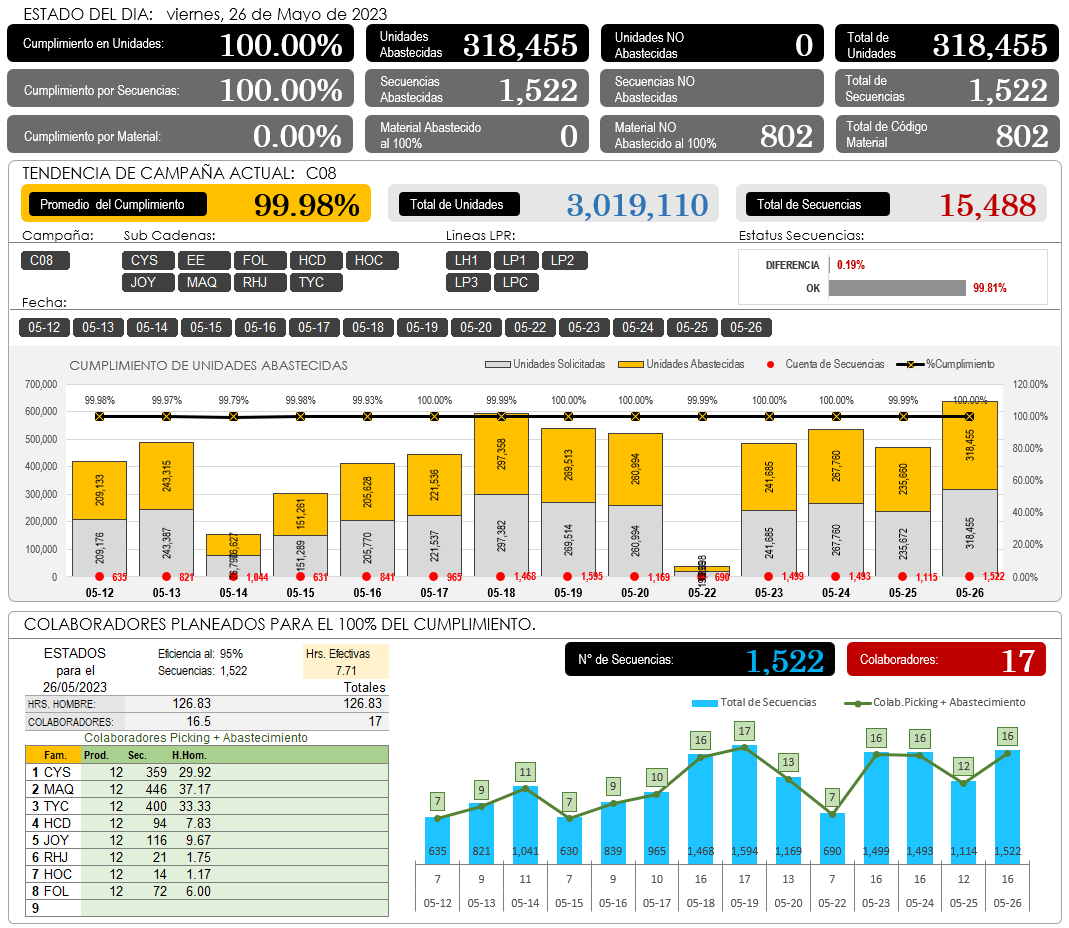 ESTADO DEL DIA: viernes, 26 de Mayo de 2023
Cumplimiento en Unidades: 100.00%
Unidades Abastecidas 318,455
Unidades NO Abastecidas 0
Total de Unidades 318,455
Cumplimiento por Secuencias: 100.00%
Secuencias Abastecidas 1,522
Secuencias NO Abastecidas
Total de Secuencias 1,522
Cumplimiento por Material: 0.00%
Material Abastecido al 100% 0
Material NO Abastecido al 100% 802
Total de Código Material 802
TENDENCIA DE CAMPAÑA ACTUAL: C08
Promedio del Cumplimiento 99.98%
Total de Unidades 3,019,110
Total de Secuencias 15,488
Campaña: Sub Cadenas: Lineas LPR: Estatus Secuencias:
C08 CYS EE FOL HCD HOC LH1 LP1 LP2
JOY MAQ RHJ TYC LP3 LPC
DIFERENCIA 0.19%
OK 99.81%
Fecha:
05-12 05-13 05-14 05-15 05-16 05-17 05-18 05-19 05-20 05-22 05-23 05-24 05-25 05-26
CUMPLIMIENTO DE UNIDADES ABASTECIDAS
Unidades Solicitadas Unidades Abastecidas Cuenta de Secuencias %Cumplimiento
700,000 600,000 500,000 400,000 300,000 200,000 100,000 0
120.00% 100.00% 80.00% 60.00% 40.00% 20.00% 0.00%
99.98% 99.97% 99.79% 99.98% 99.93% 100.00% 99.99% 100.00% 100.00% 99.99% 100.00% 100.00% 99.99% 100.00%
209,133 243,315 151,261 205,628 221,536 297,358 269,513 260,994 241,685 267,760 235,660 318,455
209,176 243,387 151,289 205,770 221,537 297,382 269,514 260,994 241,685 267,760 235,672 318,455
635 821 1,044 631 841 965 1,468 1,595 1,169 690 1,499 1,493 1,115 1,522
05-12 05-13 05-14 05-15 05-16 05-17 05-18 05-19 05-20 05-22 05-23 05-24 05-25 05-26
COLABORADORES PLANEADOS PARA EL 100% DEL CUMPLIMIENTO.
ESTADOS para el 26/05/2023
Eficiencia al: 95%
Secuencias: 1,522
Hrs. Efectivas
7.71
Totales
HRS. HOMBRE: 126.83 126.83
COLABORADORES: 16.5 17
Colaboradores Picking + Abastecimiento
Fam. Prod. Sec. H.Hom.
1 CYS 12 359 29.92
2 MAQ 12 446 37.17
3 TYC 12 400 33.33
4 HCD 12 94 7.83
5 JOY 12 116 9.67
6 RHJ 12 21 1.75
7 HOC 12 14 1.17
8 FOL 12 72 6.00
9
N° de Secuencias: 1,522
Colaboradores: 17
Total de Secuencias Colab.Picking + Abastecimiento
7 9 11 7 9 10 16 17 13 7 16 16 12 16
635 821 1,041 630 839 965 1,468 1,594 1,169 690 1,499 1,493 1,114 1,522
7 9 11 7 9 10 16 17 13 7 16 16 12 16
05-12 05-13 05-14 05-15 05-16 05-17 05-18 05-19 05-20 05-22 05-23 05-24 05-25 05-26